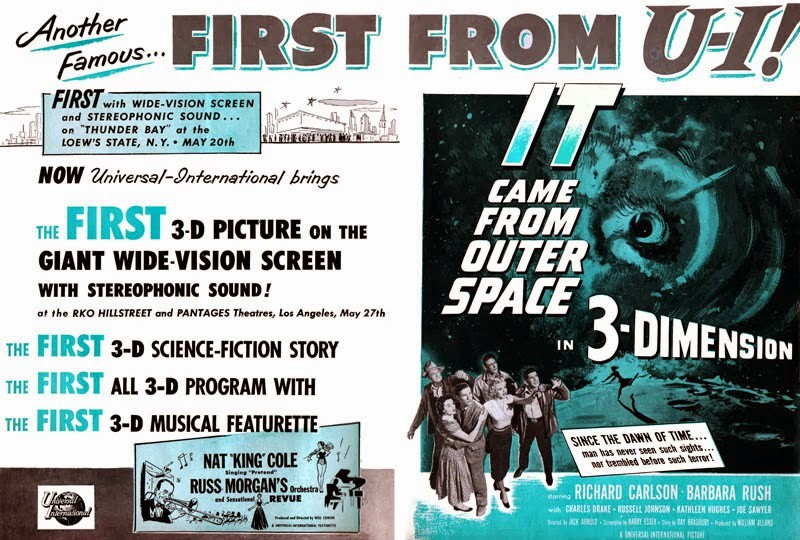 Another
Famous...
FIRST FROM U-I!
FIRST with WIDE-VISION SCREEN
and STEREOPHONIC SOUND...
on "THUNDER BAY" at the
LOEW'S STATE, N.Y. • MAY 20th
NOW Universal-International brings
THE FIRST 3-D PICTURE ON THE
GIANT WIDE-VISION SCREEN
WITH STEREOPHONIC SOUND!
at the RKO HILLSTREET and PANTAGES Theatres, Los Angeles, May 27th
THE FIRST 3-D SCIENCE-FICTION STORY
THE FIRST ALL 3-D PROGRAM WITH
THE FIRST 3-D MUSICAL FEATURETTE
NAT "KING" COLE
Singing "Pretend"
RUSS MORGAN'S Orchestra
and Sensational REVUE
Produced and Directed by WILL COWAN
A UNIVERSAL-INTERNATIONAL FEATURETTE
Universal
International
IT
CAME
FROM
OUTER
SPACE
IN 3-DIMENSION
SINCE THE DAWN OF TIME...
man has never seen such sights...
nor trembled before such terror!
starring RICHARD CARLSON · BARBARA RUSH
with CHARLES DRAKE · RUSSELL JOHNSON · KATHLEEN HUGHES · JOE SAWYER
Directed by JACK ARNOLD · Screenplay by HARRY ESSEX · Story by RAY BRADBURY · Produced by WILLIAM ALLAND
A UNIVERSAL-INTERNATIONAL PICTURE